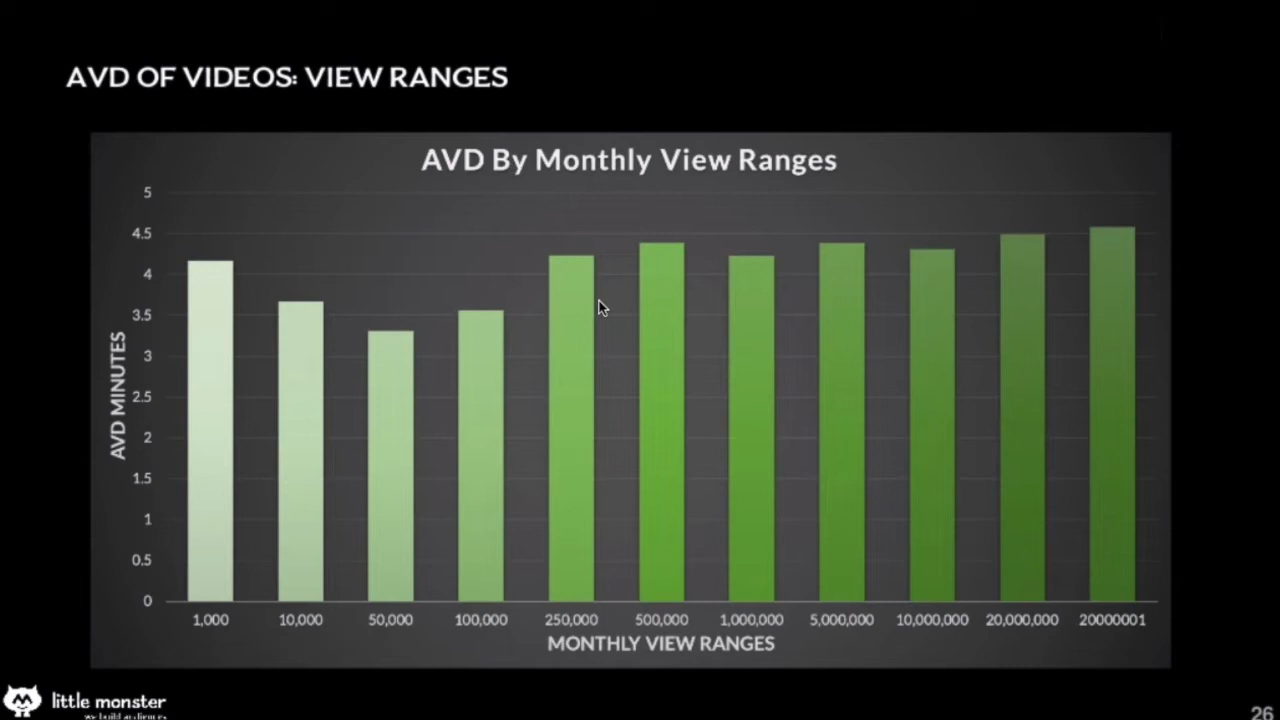 AVD OF VIDEOS: VIEW RANGES
AVD By Monthly View Ranges
5
4.5
4
3.5
3
2.5
2
1.5
1
0.5
0
AVD MINUTES
1,000 10,000 50,000 100,000 250,000 500,000 1,000,000 5,000,000 10,000,000 20,000,000 20000001
MONTHLY VIEW RANGES
little monster
we build audiences
26